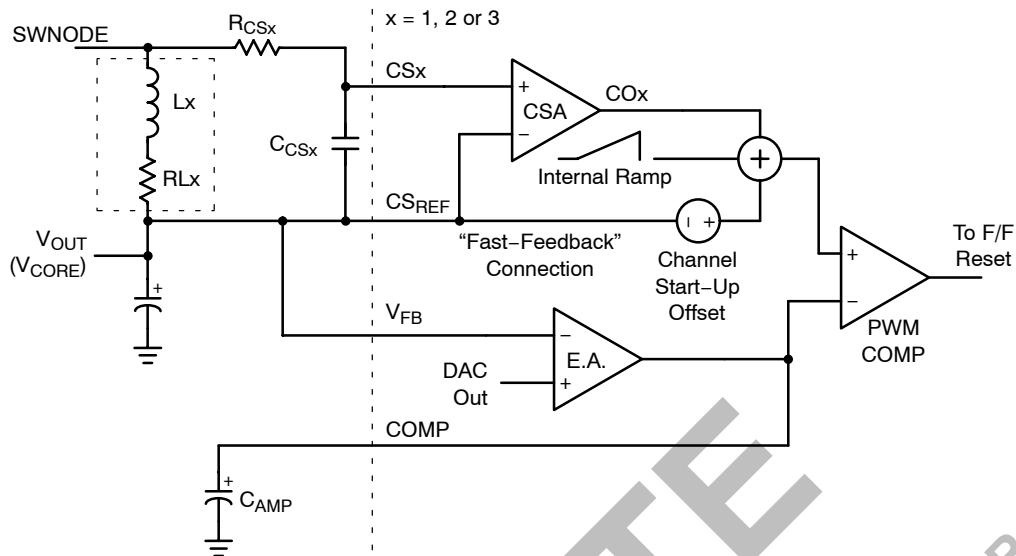 x = 1, 2 or 3
SWNODE
RCSx
CSx
COx
Lx
+
CSA
−
CCSx
+
Internal Ramp
RLx
CSREF
− +
VOUT
(VCORE)
“Fast−Feedback”
Connection
Channel
Start−Up
Offset
+
−
To F/F
Reset
PWM
COMP
+
VFB
−
E.A.
+
DAC
Out
COMP
+
CAMP